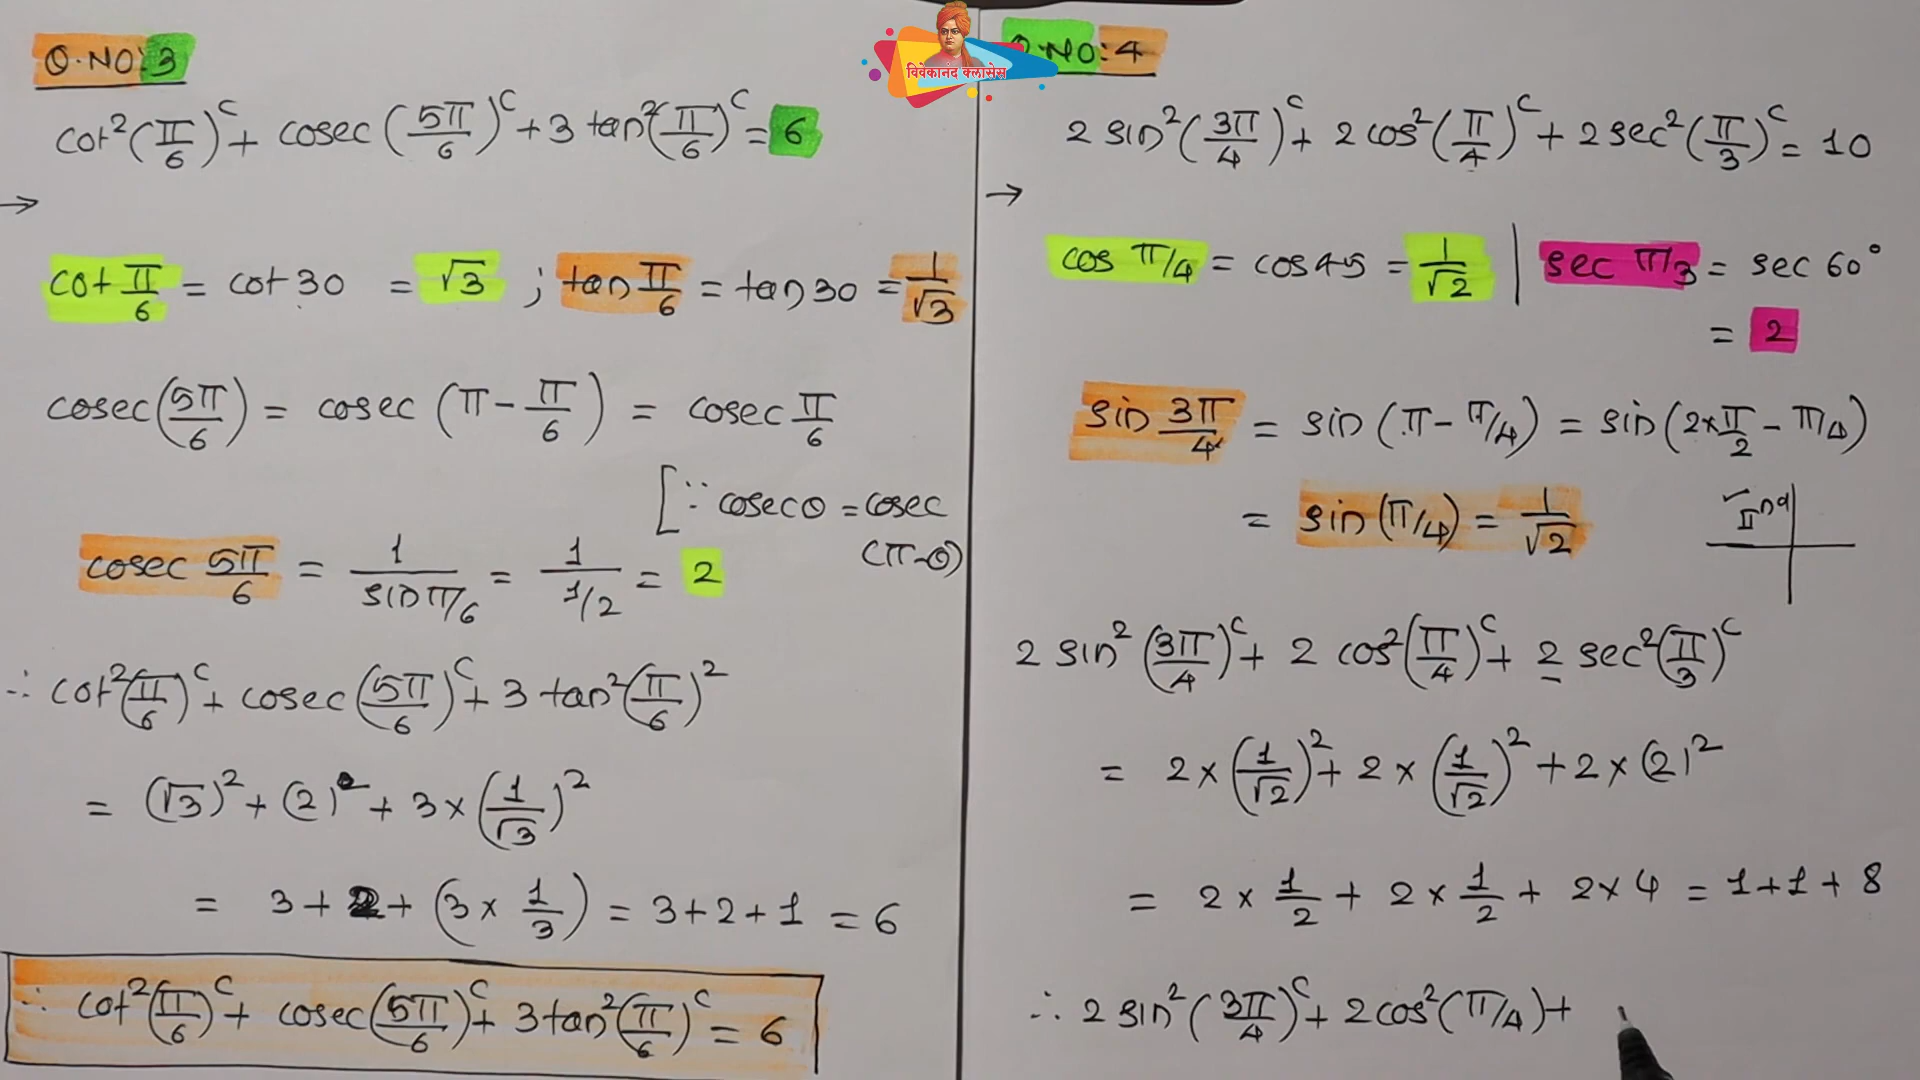 Q.NO:3
cot²(π/6)ᶜ + cosec(5π/6)ᶜ + 3 tan²(π/6)ᶜ = 6
→
cot π/6 = cot 30 = √3 ; tan π/6 = tan 30 = 1/√3
cosec(5π/6) = cosec(π - π/6) = cosec π/6
[∵ cosec θ = cosec
(π-θ)
cosec 5π/6 = 1/sin π/6 = 1/1/2 = 2
∴ cot²(π/6)ᶜ + cosec(5π/6)ᶜ + 3 tan²(π/6)²
= (√3)² + (2) + 3 × (1/√3)²
= 3 + 2 + (3 × 1/3) = 3+2+1 = 6
∴ cot²(π/6)ᶜ + cosec(5π/6)ᶜ + 3 tan²(π/6)ᶜ = 6
विवेकानंद क्लासेस
Q.NO:4
2 sin²(3π/4)ᶜ + 2 cos²(π/4)ᶜ + 2 sec²(π/3)ᶜ = 10
→
cos π/4 = cos 45 = 1/√2 | sec π/3 = sec 60°
= 2
sin 3π/4 = sin(π - π/4) = sin(2×π/2 - π/4)
= sin(π/4) = 1/√2
✓ IInd
2 sin²(3π/4)ᶜ + 2 cos²(π/4)ᶜ + 2 sec²(π/3)ᶜ
= 2 × (1/√2)² + 2 × (1/√2)² + 2 × (2)²
= 2 × 1/2 + 2 × 1/2 + 2×4 = 1+1+8
∴ 2 sin²(3π/4)ᶜ + 2 cos²(π/4) +